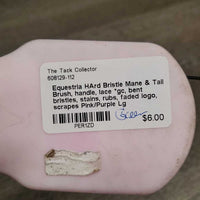 The Tack Collector
608129-112
Equestria HArd Bristle Mane & Tail
Brush, handle, lace *gc, bent
bristles, stains, rubs, faded logo,
scrapes Pink/Purple Lg
$6.00
PER1ZD